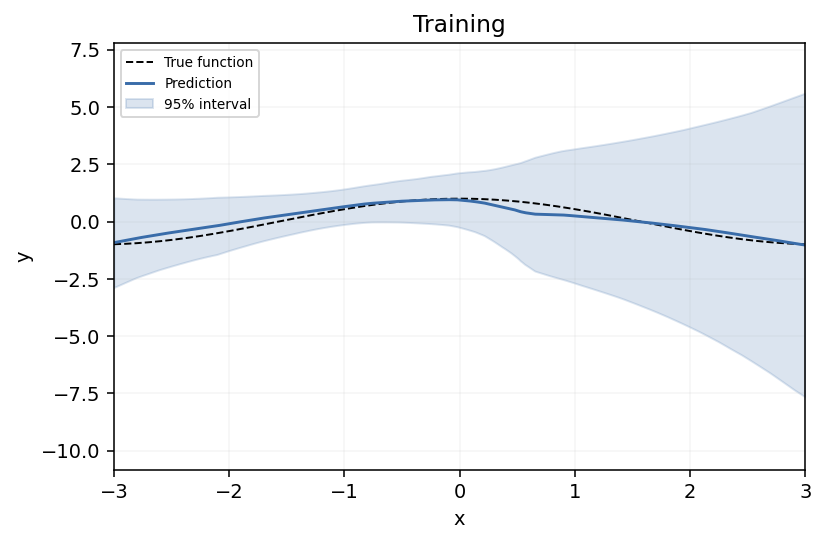 Training
7.5
5.0
2.5
0.0
−2.5
−5.0
−7.5
−10.0
y
True function
Prediction
95% interval
−3 −2 −1 0 1 2 3
x